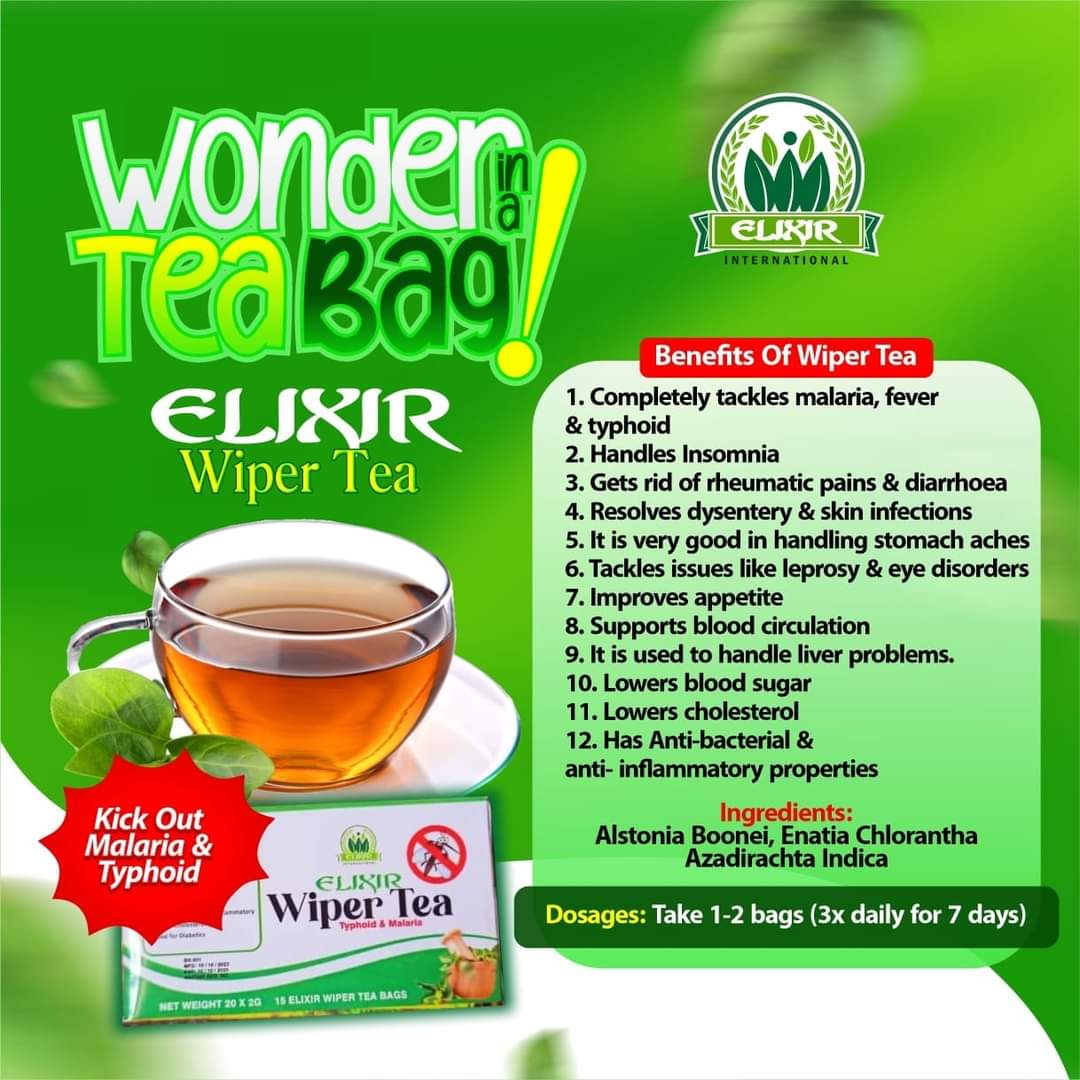 Wonder
in
a
Tea Bag!
ELIXIR
INTERNATIONAL
ELIXIR
Wiper Tea
Benefits Of Wiper Tea
1. Completely tackles malaria, fever
& typhoid
2. Handles Insomnia
3. Gets rid of rheumatic pains & diarrhoea
4. Resolves dysentery & skin infections
5. It is very good in handling stomach aches
6. Tackles issues like leprosy & eye disorders
7. Improves appetite
8. Supports blood circulation
9. It is used to handle liver problems.
10. Lowers blood sugar
11. Lowers cholesterol
12. Has Anti-bacterial &
anti- inflammatory properties
Ingredients:
Alstonia Boonei, Enatia Chlorantha
Azadirachta Indica
Dosages: Take 1-2 bags (3x daily for 7 days)
Kick Out
Malaria &
Typhoid
ELIXIR
ELIXIR
Wiper Tea
Typhoid & Malaria
for Diabetics
NET WEIGHT 20 X 2G
15 ELIXIR WIPER TEA BAGS